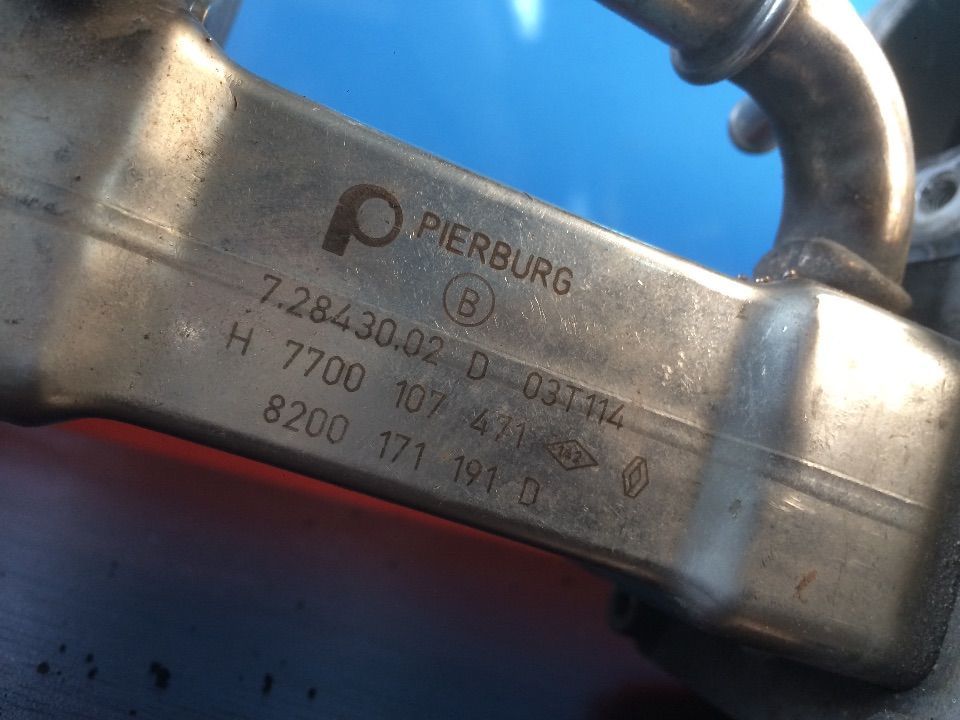 PIERBURG
B
7.28430.02 D 03T114
H 7700 107 471
8200 171 191 D